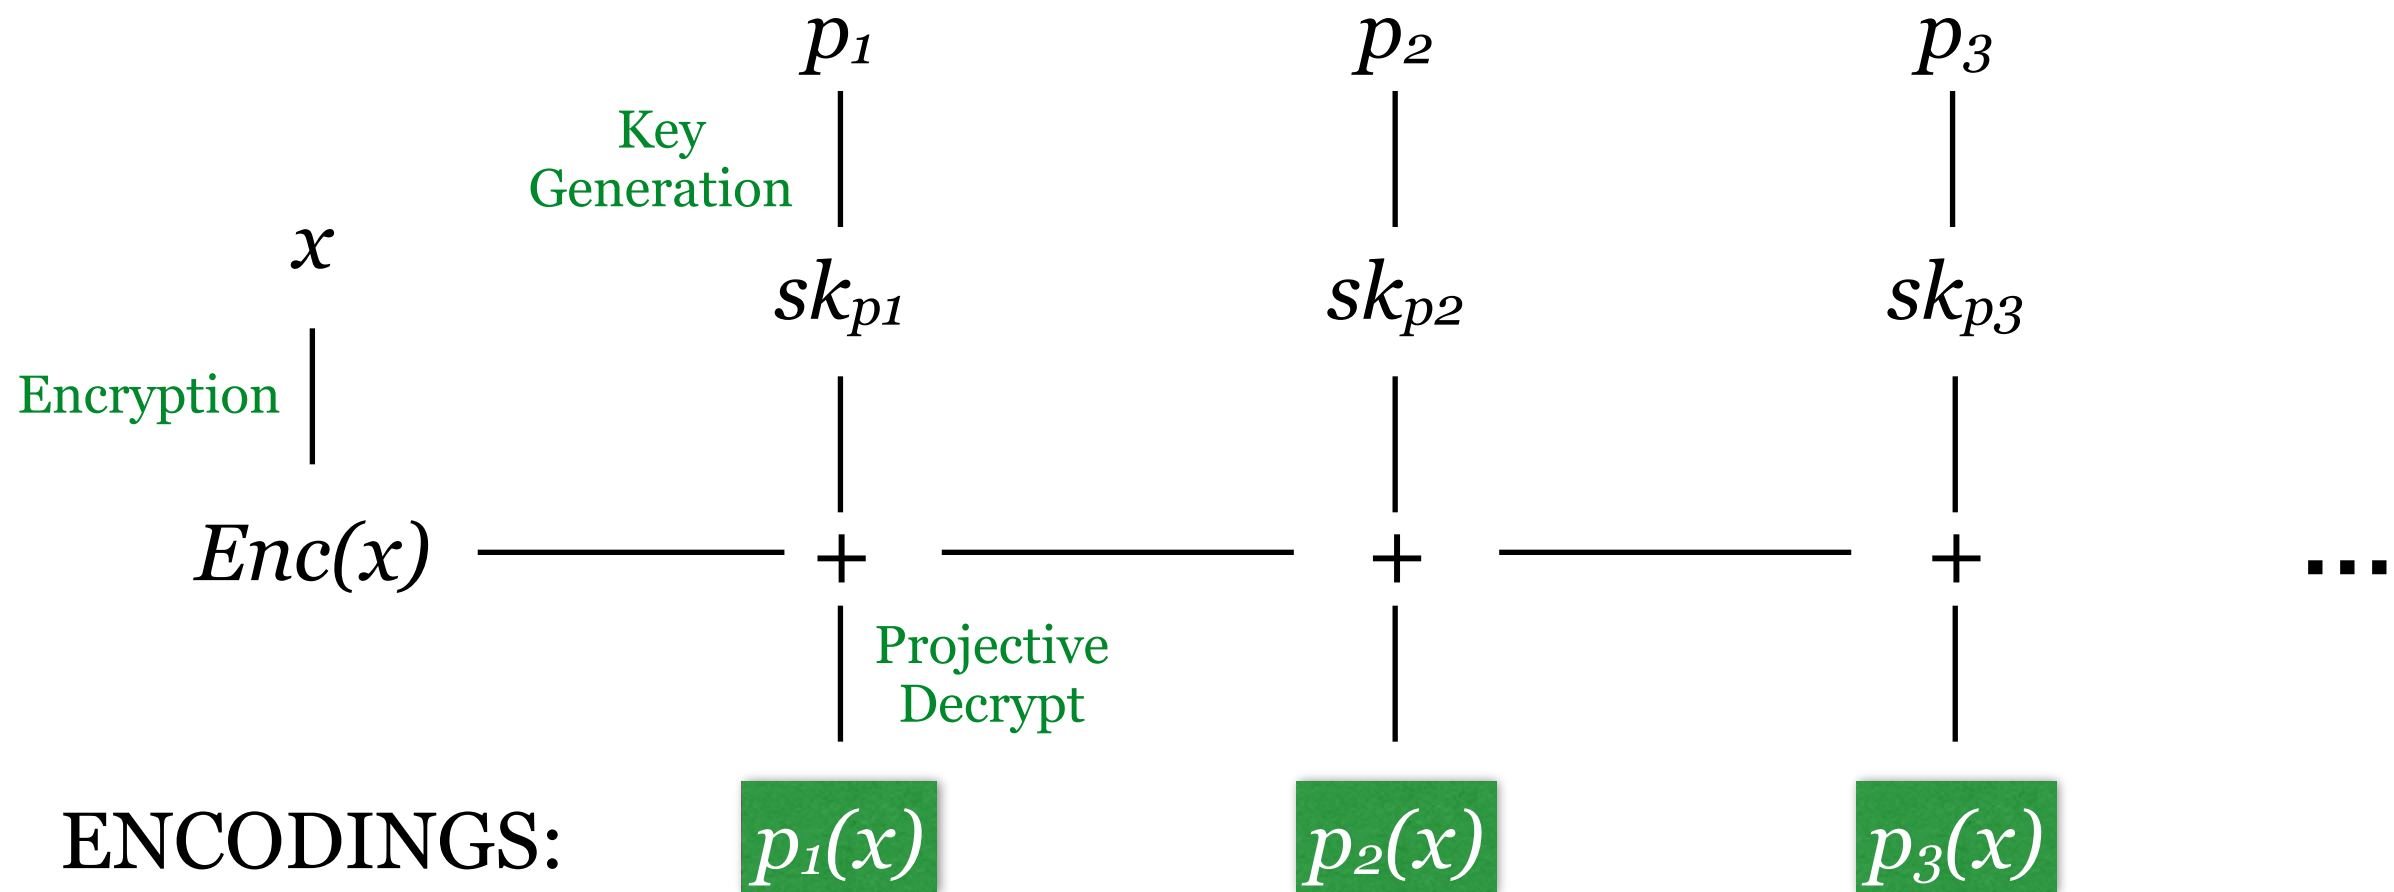 p₁ p₂ p₃
Key
Generation
x
skₚ₁ skₚ₂ skₚ₃
Encryption
Enc(x) + + + ...
Projective
Decrypt
ENCODINGS: p₁(x) p₂(x) p₃(x)